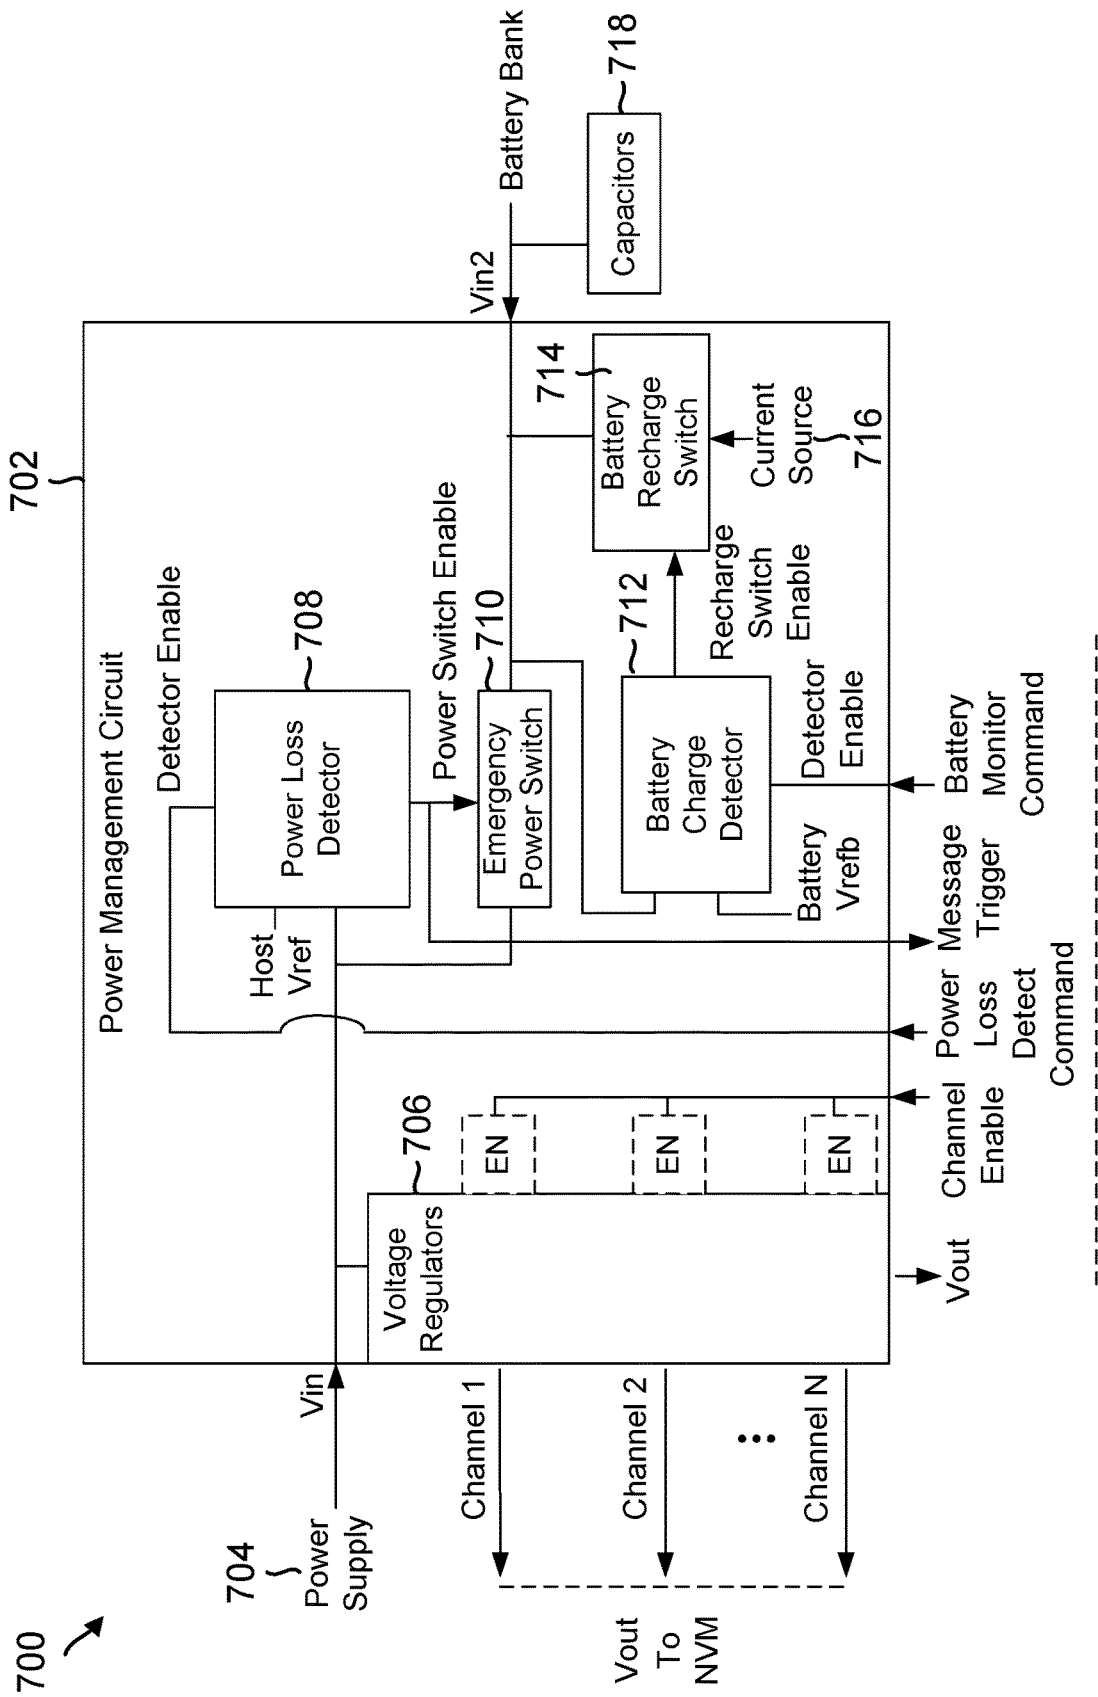 700
704
Power
Supply
Vin
702
Power Management Circuit
Detector Enable
Host
Vref
Power Loss
Detector
708
Power Switch Enable
710
Emergency
Power Switch
Vin2
Battery Bank
Capacitors
718
714
Battery
Recharge
Switch
Current
Source
716
712
Recharge
Switch
Enable
Battery
Charge
Detector
Detector
Enable
Battery
Vrefb
Voltage
Regulators
706
EN
EN
EN
Channel 1
Channel 2
Channel N
Vout
To
NVM
Vout
Channel
Enable
Power
Loss
Detect
Command
Message
Trigger
Battery
Monitor
Command